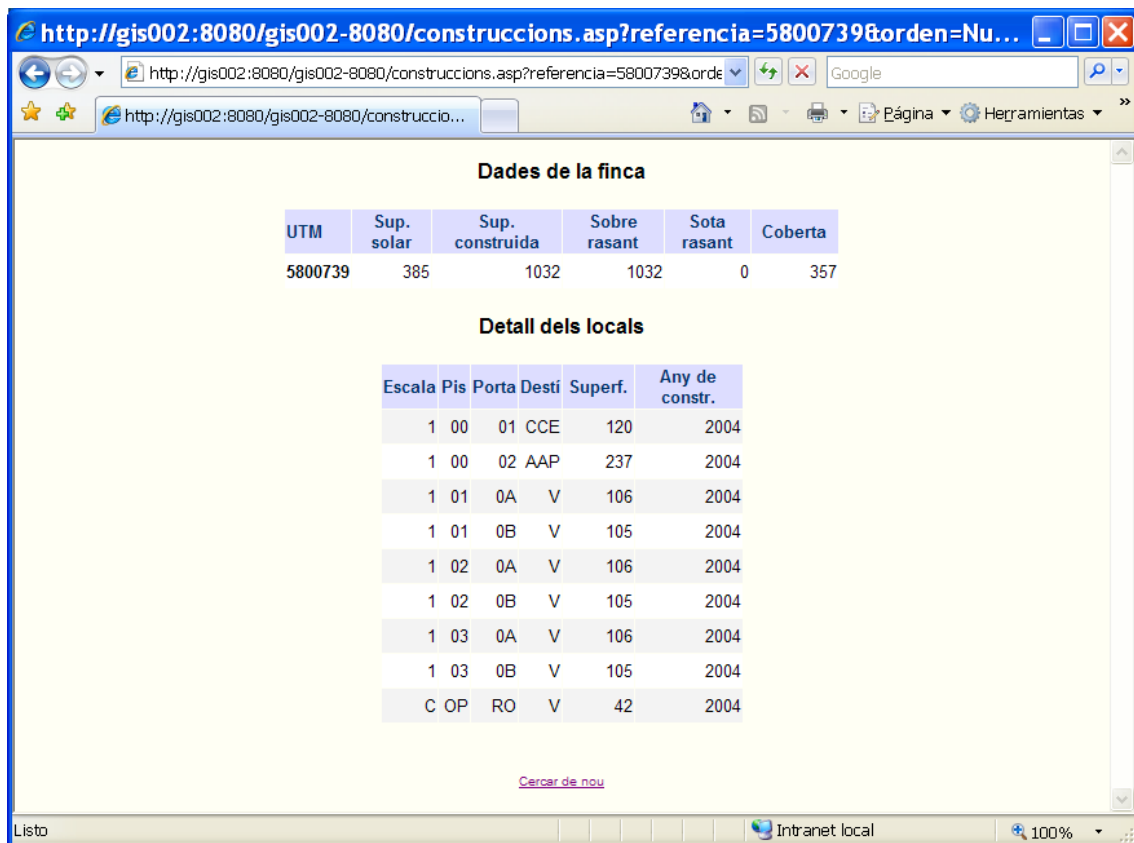 http://gis002:8080/gis002-8080/construccions.asp?referencia=5800739&orden=Nu...
http://gis002:8080/gis002-8080/construccions.asp?referencia=5800739&orde
Google
http://gis002:8080/gis002-8080/construccio...
Página
Herramientas
»
Dades de la finca
UTM Sup. solar Sup. construida Sobre rasant Sota rasant Coberta
5800739 385 1032 1032 0 357
Detall dels locals
Escala Pis Porta Destí Superf. Any de constr.
1 00 01 CCE 120 2004
1 00 02 AAP 237 2004
1 01 0A V 106 2004
1 01 0B V 105 2004
1 02 0A V 106 2004
1 02 0B V 105 2004
1 03 0A V 106 2004
1 03 0B V 105 2004
C OP RO V 42 2004
Cercar de nou
Listo
Intranet local
100%